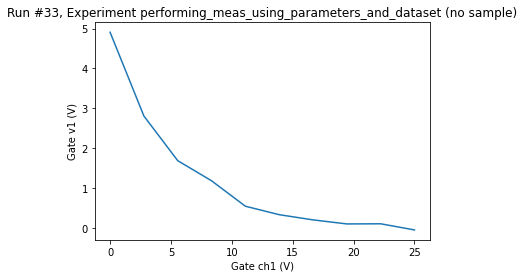 Run #33, Experiment performing_meas_using_parameters_and_dataset (no sample)
5
4
3
2
1
0
Gate v1 (V)
0 5 10 15 20 25
Gate ch1 (V)